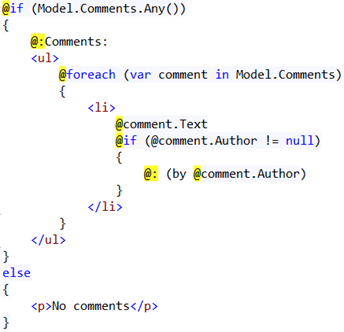 @if (Model.Comments.Any())
{
    @:Comments:
    <ul>
        @foreach (var comment in Model.Comments)
        {
            <li>
                @comment.Text
                @if (@comment.Author != null)
                {
                    @: (by @comment.Author)
                }
            </li>
        }
    </ul>
}
else
{
    <p>No comments</p>
}